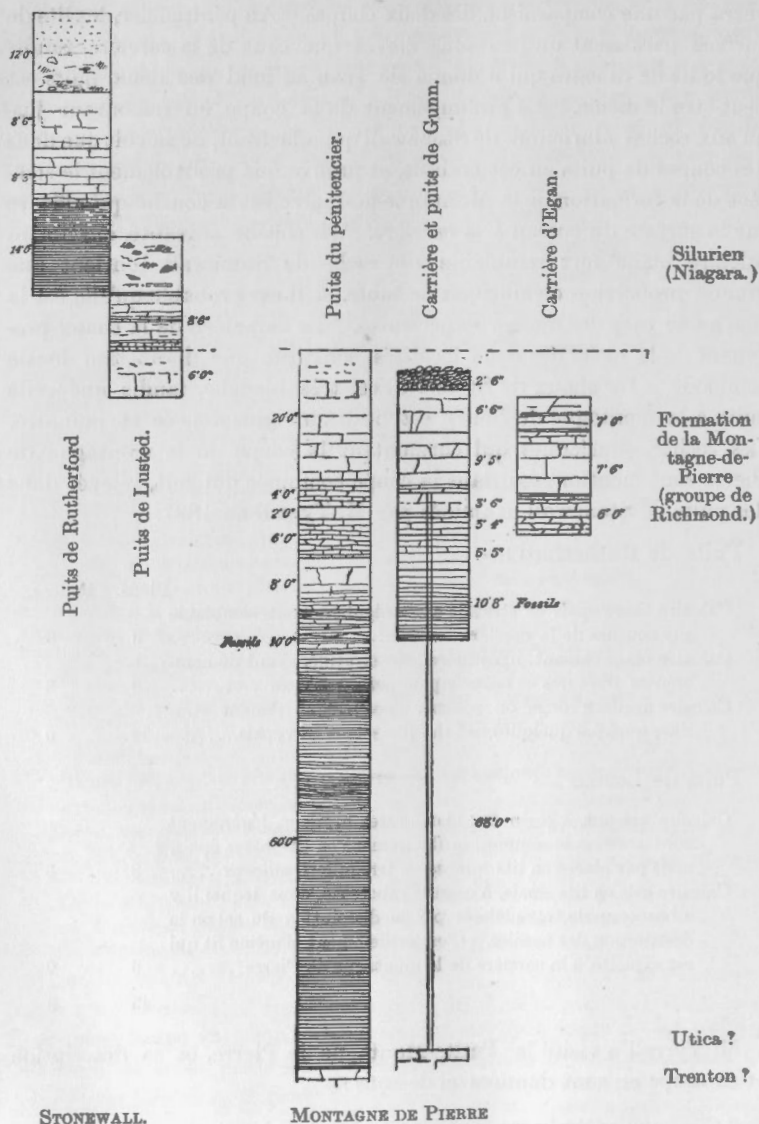 12'0"
8'6"
8'5"
14'6"
8'6"
6'0"
Puits de Rutherford
Puits de Lusted.
Puits du Pénitencier.
Carrière et puits de Gunn.
Carrière d'Egan.
20'0"
4'0"
2'0"
6'0"
8'0"
Fossils
10'0"
60'0"
2' 6"
6' 6"
9' 5"
3' 6"
3' 4"
6' 5"
10' 8" Fossils
68'0"
7' 0"
7' 6"
6' 0"
Silurien
(Niagara.)
Formation
de la Mon-
tagne-de-
Pierre
(groupe de
Richmond.)
Utica ?
Trenton ?
STONEWALL.
MONTAGNE DE PIERRE